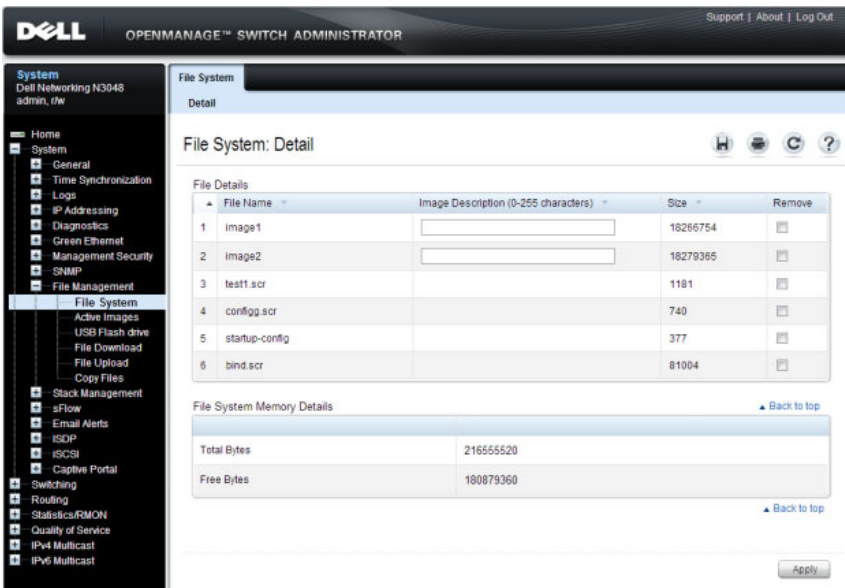 Support | About | Log Out
DELL OPENMANAGE™ SWITCH ADMINISTRATOR
System
Dell Networking N3048
admin, r/w
Home
System
General
Time Synchronization
Logs
IP Addressing
Diagnostics
Green Ethernet
Management Security
SNMP
File Management
File System
Active Images
USB Flash drive
File Download
File Upload
Copy Files
Stack Management
sFlow
Email Alerts
ISDP
iSCSI
Captive Portal
Switching
Routing
Statistics/RMON
Quality of Service
IPv4 Multicast
IPv6 Multicast
File System
Detail
File System: Detail
?
File Details
File Name Image Description (0-255 characters) Size Remove
1 image1 18266754
2 image2 18279365
3 test1.scr 1181
4 configg.scr 740
5 startup-config 377
6 bind.scr 81004
File System Memory Details Back to top
Total Bytes 216555520
Free Bytes 180879360
Back to top
Apply